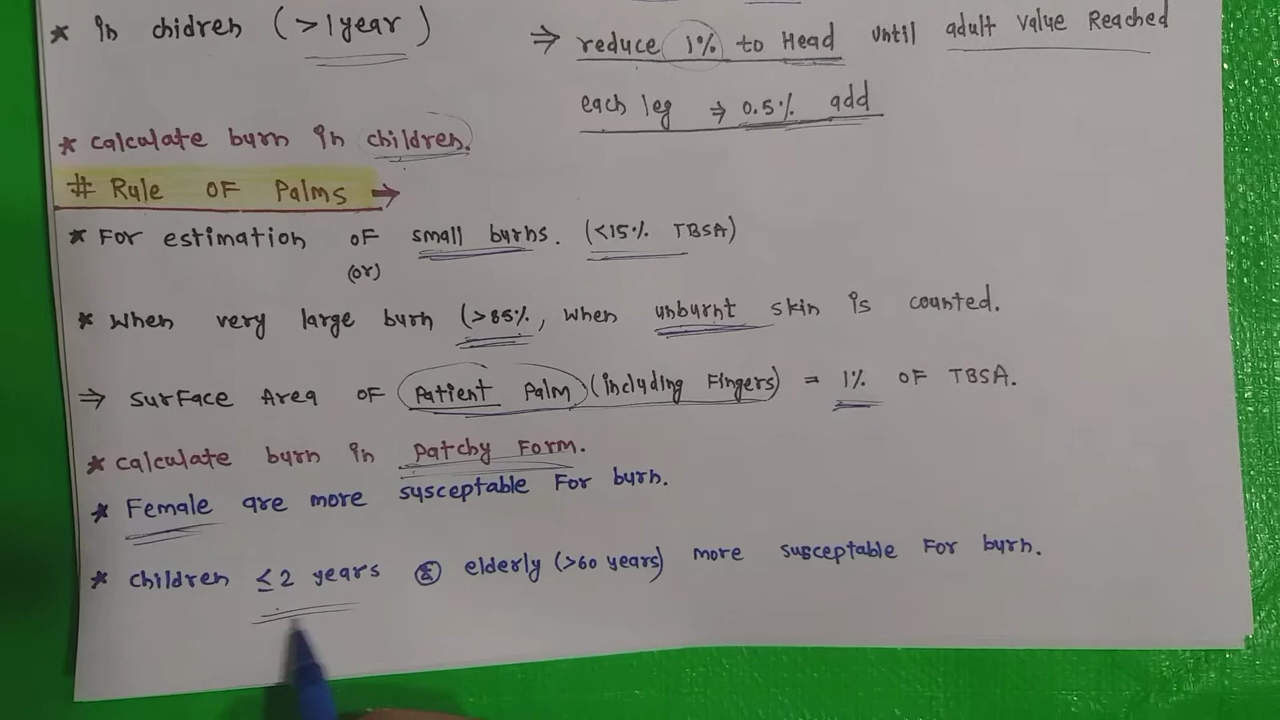 * in chidren (>1year)
⇒ reduce 1% to Head until adult value Reached
each leg ⇒ 0.5% add
* calculate burn in children.
# Rule OF Palms →
* For estimation OF small burns. (<15% TBSA)
(or)
* When very large burn (>85%, when unburnt skin is counted.
⇒ surface Area OF Patient Palm (including Fingers) = 1% OF TBSA.
* calculate burn in Patchy Form.
* Female are more susceptable For burn.
* children ≤2 years & elderly (>60 years) more susceptable For burn.